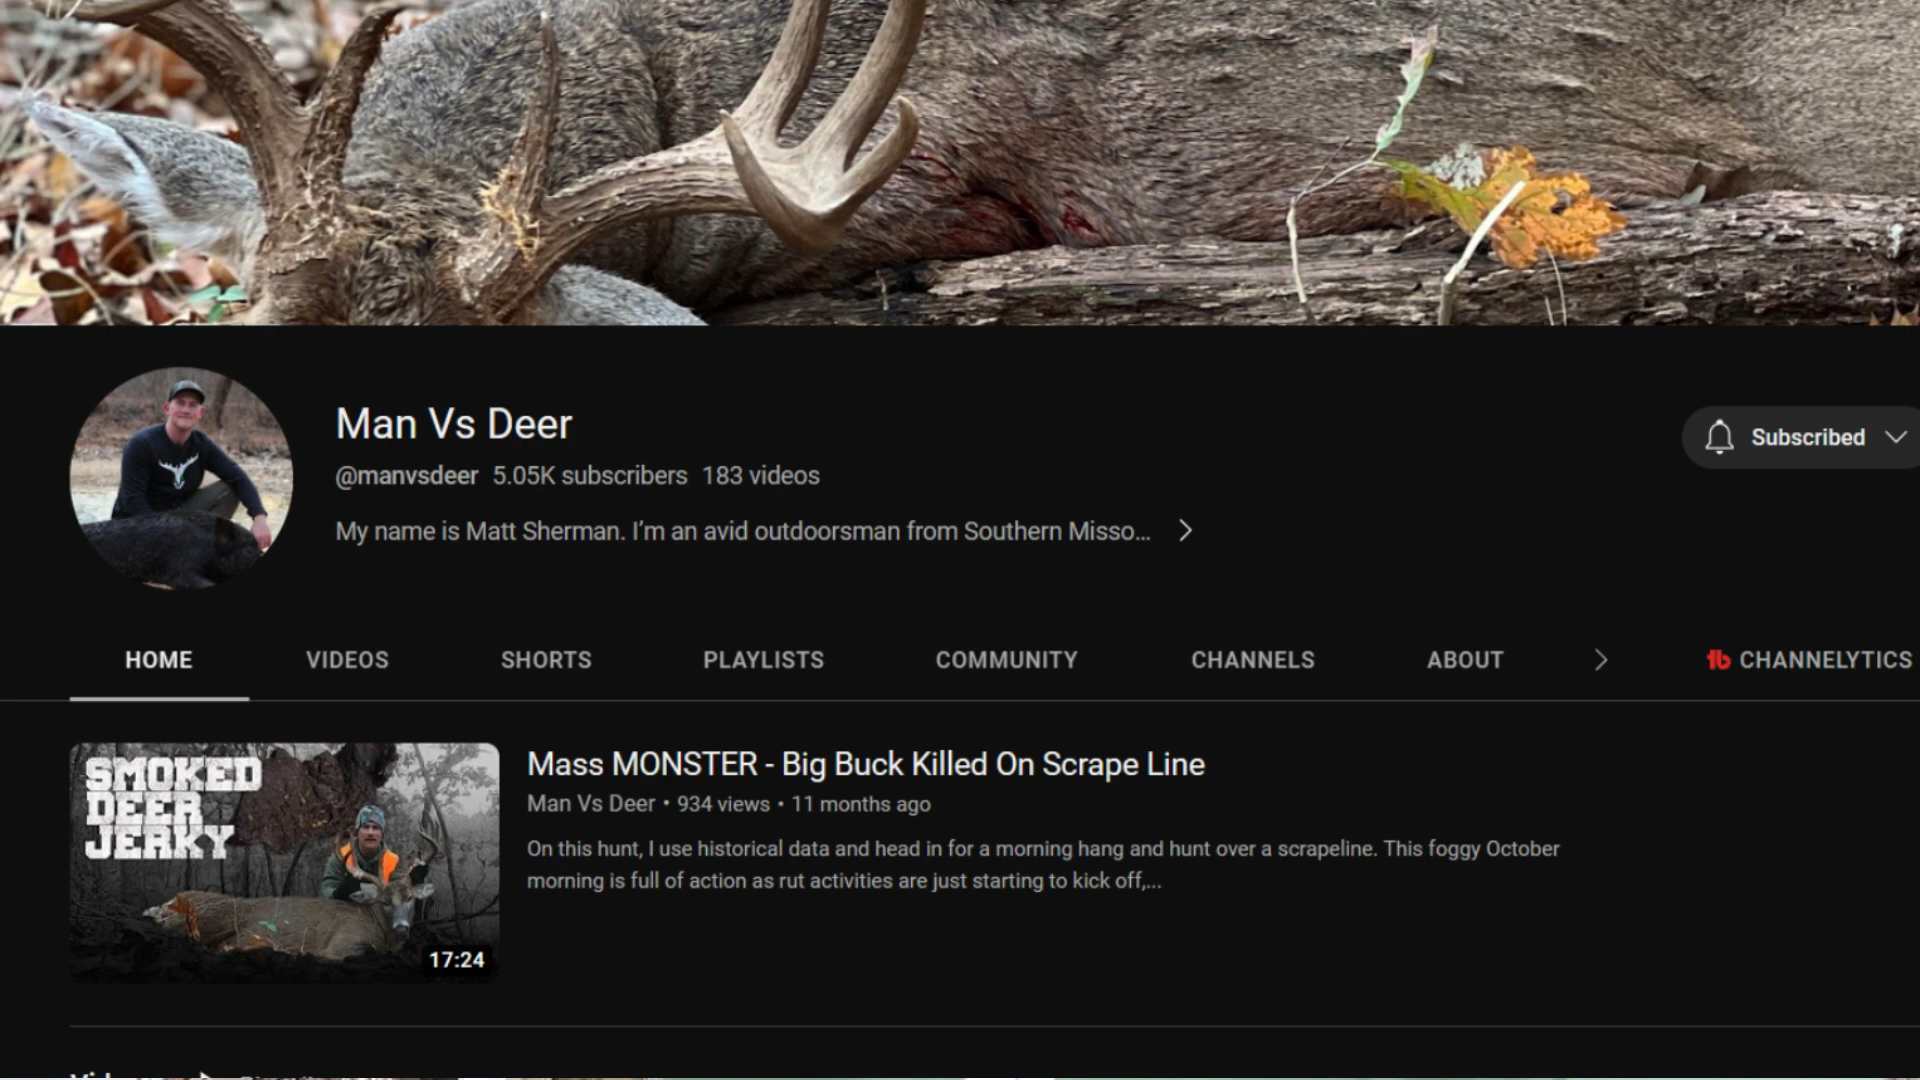 Man Vs Deer
@manvsdeer 5.05K subscribers 183 videos
My name is Matt Sherman. I'm an avid outdoorsman from Southern Misso...
Subscribed
HOME VIDEOS SHORTS PLAYLISTS COMMUNITY CHANNELS ABOUT CHANNELYTICS
SMOKED
DEER
JERKY
17:24
Mass MONSTER - Big Buck Killed On Scrape Line
Man Vs Deer • 934 views • 11 months ago
On this hunt, I use historical data and head in for a morning hang and hunt over a scrapeline. This foggy October
morning is full of action as rut activities are just starting to kick off,...